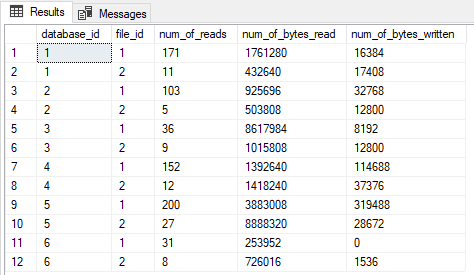 Results Messages
database_id file_id num_of_reads num_of_bytes_read num_of_bytes_written
1 1 1 171 1761280 16384
2 1 2 11 432640 17408
3 2 1 103 925696 32768
4 2 2 5 503808 12800
5 3 1 36 8617984 8192
6 3 2 9 1015808 12800
7 4 1 152 1392640 114688
8 4 2 12 1418240 37376
9 5 1 200 3883008 319488
10 5 2 27 8888320 28672
11 6 1 31 253952 0
12 6 2 8 726016 1536